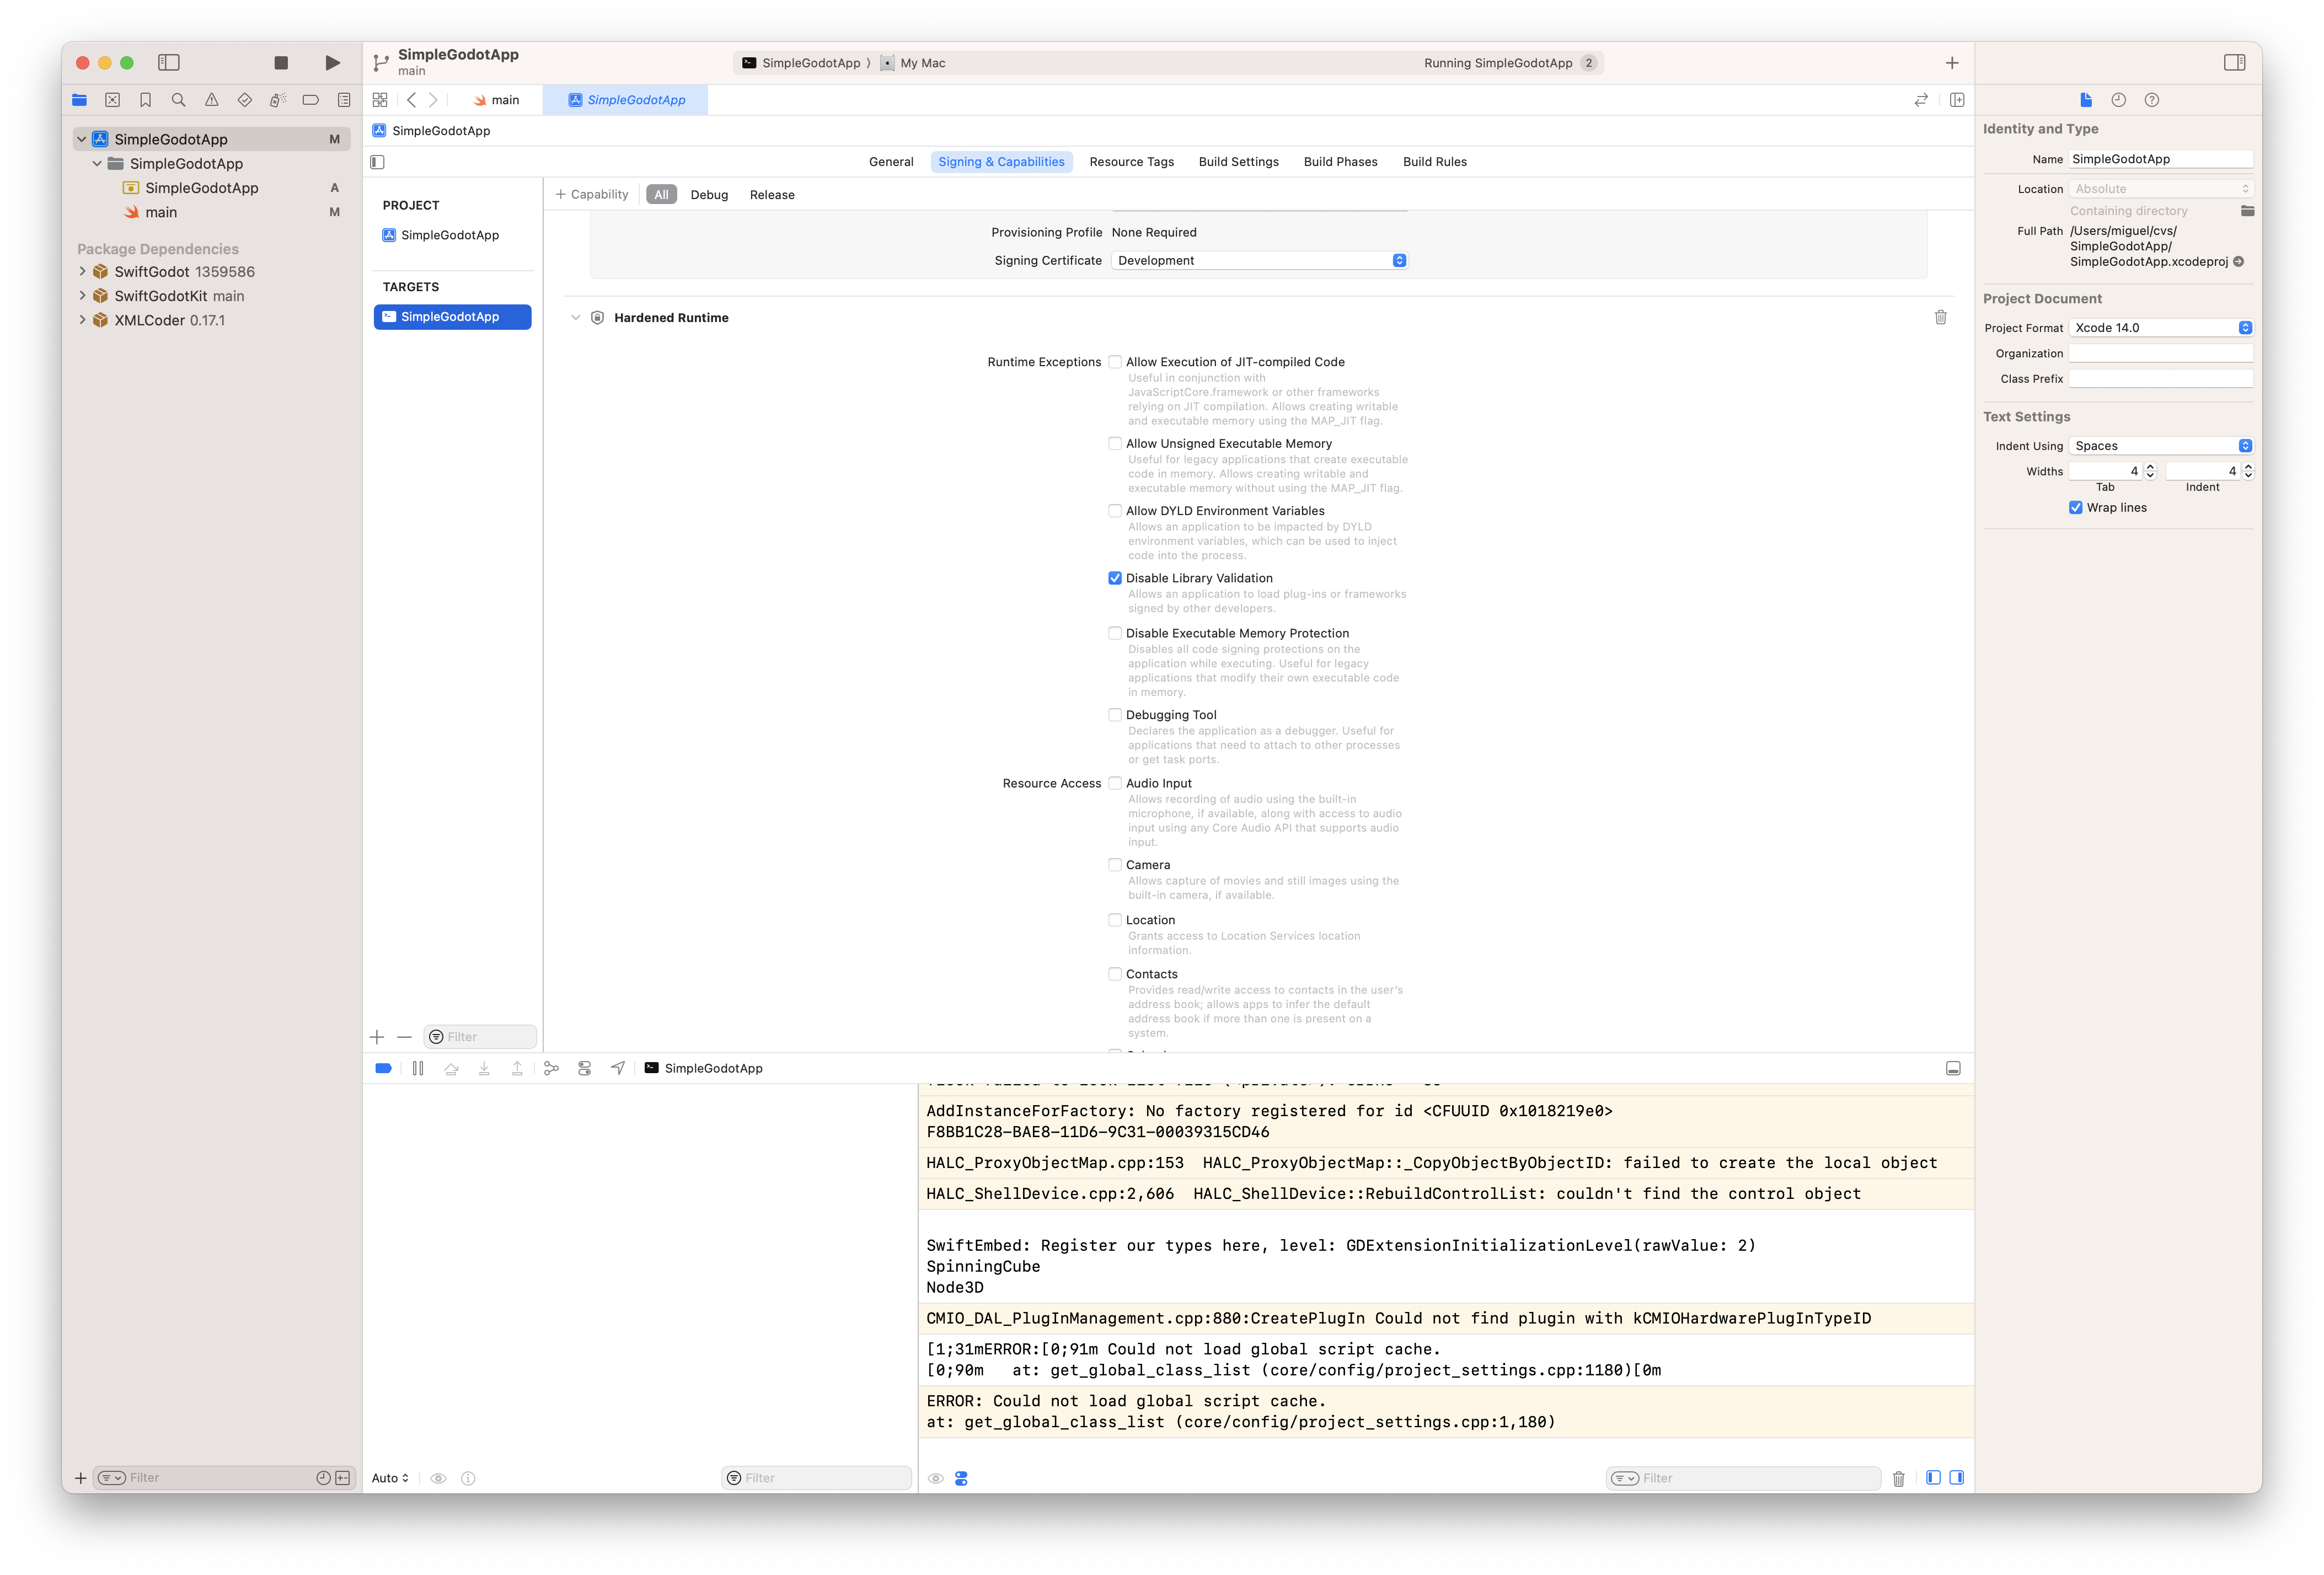 SimpleGodotApp
main
SimpleGodotApp 〉 My Mac
Running SimpleGodotApp 2
main
SimpleGodotApp
SimpleGodotApp M
SimpleGodotApp
SimpleGodotApp A
main M
Package Dependencies
SwiftGodot 1359586
SwiftGodotKit main
XMLCoder 0.17.1
Filter
SimpleGodotApp
General Signing & Capabilities Resource Tags Build Settings Build Phases Build Rules
PROJECT
SimpleGodotApp
TARGETS
SimpleGodotApp
Filter
+ Capability All Debug Release
Provisioning Profile None Required
Signing Certificate Development
Hardened Runtime
Runtime Exceptions Allow Execution of JIT-compiled Code
Useful in conjunction with
JavaScriptCore.framework or other frameworks
relying on JIT compilation. Allows creating writable
and executable memory using the MAP_JIT flag.
Allow Unsigned Executable Memory
Useful for legacy applications that create executable
code in memory. Allows creating writable and
executable memory without using the MAP_JIT flag.
Allow DYLD Environment Variables
Allows an application to be impacted by DYLD
environment variables, which can be used to inject
code into the process.
Disable Library Validation
Allows an application to load plug-ins or frameworks
signed by other developers.
Disable Executable Memory Protection
Disables all code signing protections on the
application while executing. Useful for legacy
applications that modify their own executable code
in memory.
Debugging Tool
Declares the application as a debugger. Useful for
applications that need to attach to other processes
or get task ports.
Resource Access Audio Input
Allows recording of audio using the built-in
microphone, if available, along with access to audio
input using any Core Audio API that supports audio
input.
Camera
Allows capture of movies and still images using the
built-in camera, if available.
Location
Grants access to Location Services location
information.
Contacts
Provides read/write access to contacts in the user's
address book; allows apps to infer the default
address book if more than one is present on a
system.
SimpleGodotApp
AddInstanceForFactory: No factory registered for id <CFUUID 0x1018219e0>
F8BB1C28-BAE8-11D6-9C31-00039315CD46
HALC_ProxyObjectMap.cpp:153  HALC_ProxyObjectMap::_CopyObjectByObjectID: failed to create the local object
HALC_ShellDevice.cpp:2,606  HALC_ShellDevice::RebuildControlList: couldn't find the control object
SwiftEmbed: Register our types here, level: GDExtensionInitializationLevel(rawValue: 2)
SpinningCube
Node3D
CMIO_DAL_PlugInManagement.cpp:880:CreatePlugIn Could not find plugin with kCMIOHardwarePlugInTypeID
[1;31mERROR:[0;91m Could not load global script cache.
[0;90m   at: get_global_class_list (core/config/project_settings.cpp:1180)[0m
ERROR: Could not load global script cache.
at: get_global_class_list (core/config/project_settings.cpp:1,180)
Auto
Filter
Filter
Identity and Type
Name SimpleGodotApp
Location Absolute
Containing directory
Full Path /Users/miguel/cvs/
SimpleGodotApp/
SimpleGodotApp.xcodeproj
Project Document
Project Format Xcode 14.0
Organization
Class Prefix
Text Settings
Indent Using Spaces
Widths 4 4
Tab Indent
Wrap lines